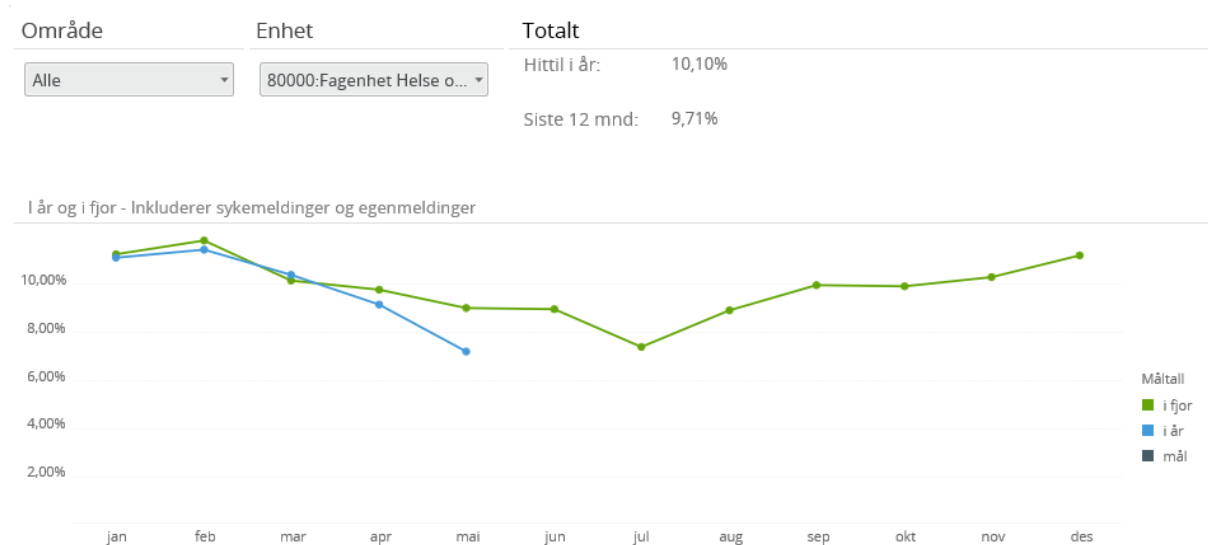 Område Enhet Totalt
Alle 80000:Fagenhet Helse o... Hittil i år: 10,10%
Siste 12 mnd: 9,71%
I år og i fjor - Inkluderer sykemeldinger og egenmeldinger
10,00%
8,00%
6,00%
4,00%
2,00%
Måltall
i fjor
i år
mål
jan feb mar apr mai jun jul aug sep okt nov des